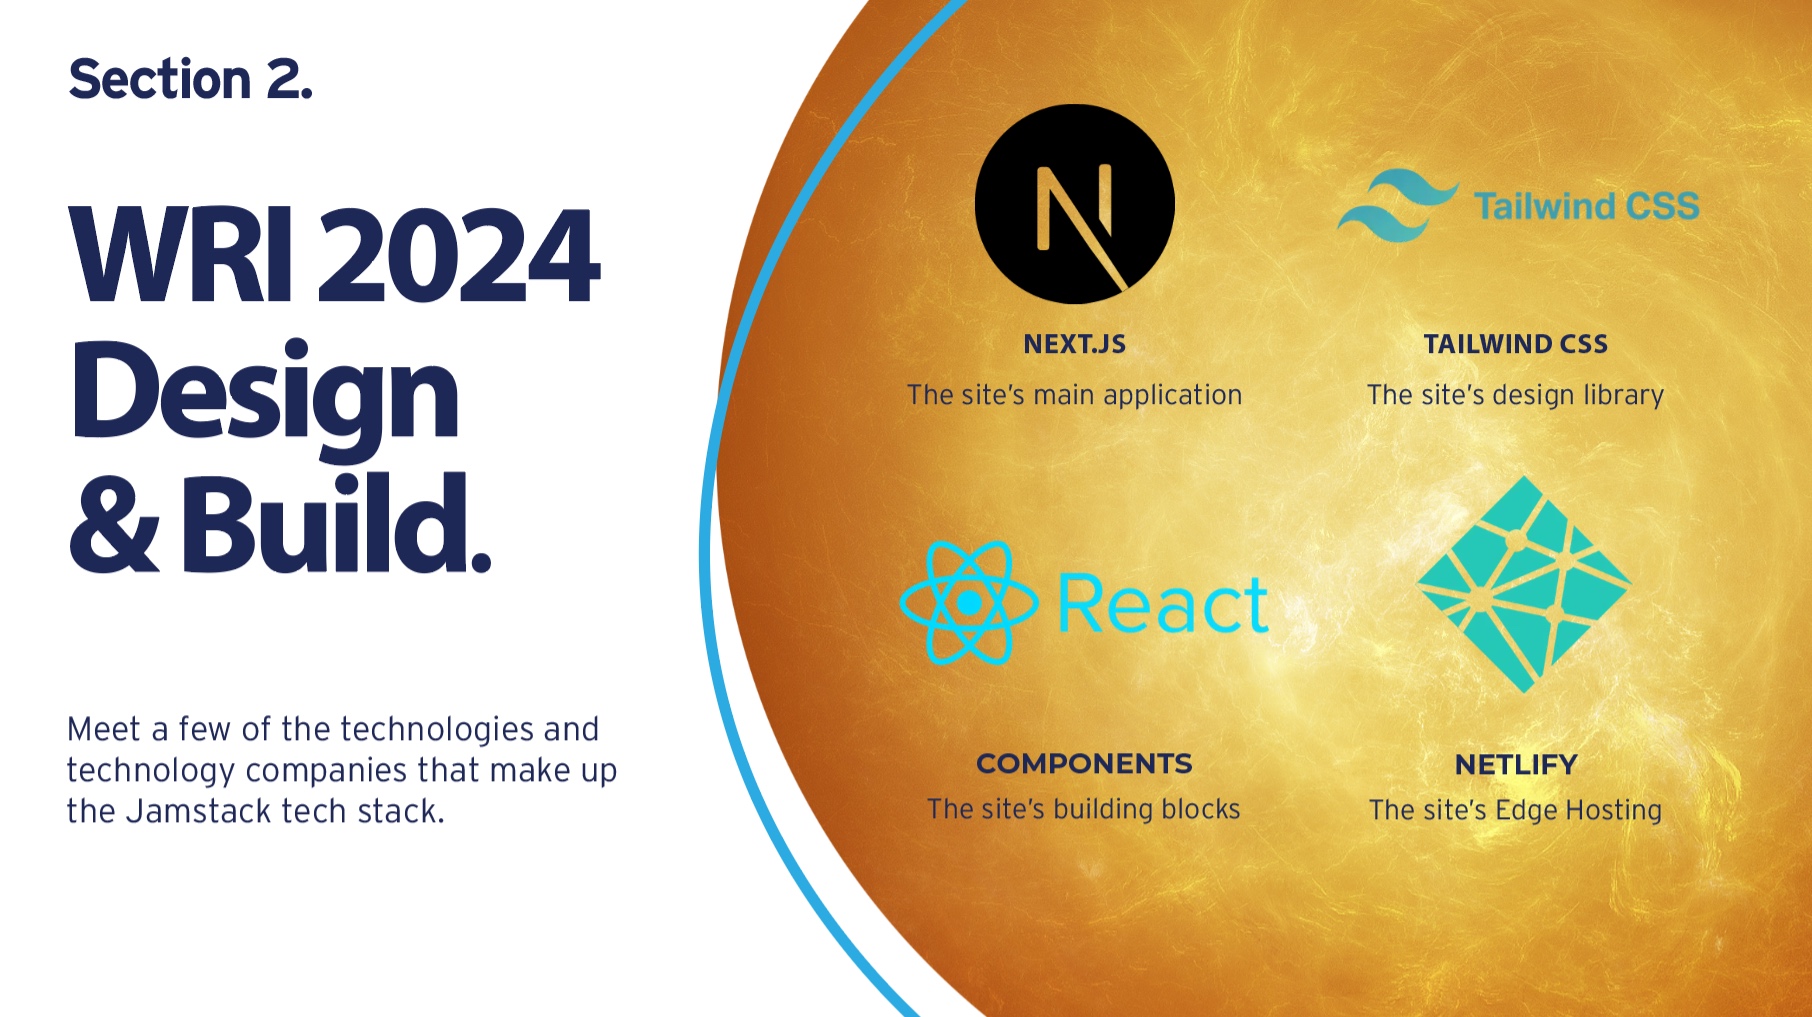 Section 2.
WRI 2024
Design
& Build.
Meet a few of the technologies and
technology companies that make up
the Jamstack tech stack.
N
NEXT.JS
The site's main application
Tailwind CSS
TAILWIND CSS
The site's design library
React
COMPONENTS
The site's building blocks
NETLIFY
The site's Edge Hosting